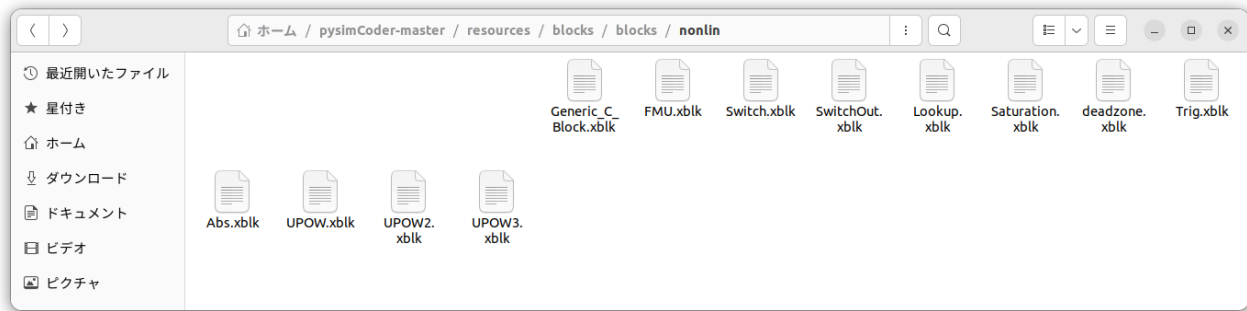 ホーム / pysimCoder-master / resources / blocks / blocks / nonlin
最近開いたファイル
星付き
ホーム
ダウンロード
ドキュメント
ビデオ
ピクチャ
Generic_C_
Block.xblk
FMU.xblk
Switch.xblk
SwitchOut.
xblk
Lookup.
xblk
Saturation.
xblk
deadzone.
xblk
Trig.xblk
Abs.xblk
UPOW.xblk
UPOW2.
xblk
UPOW3.
xblk